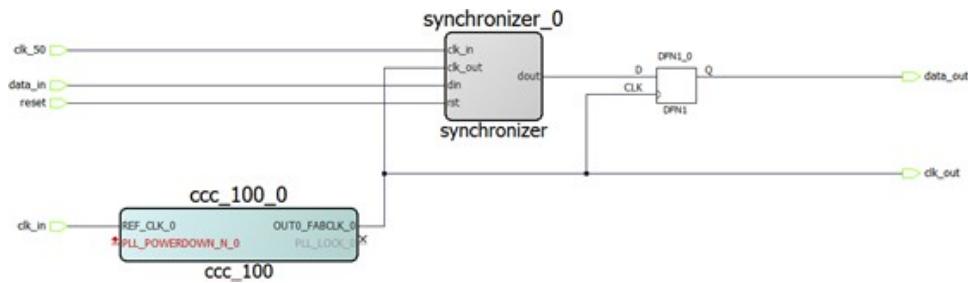 synchronizer_0
clk_50
clk_in
clk_out
data_in
din
dout
reset
rst
synchronizer
DFN1_0
D
Q
CLK
DFN1
data_out
clk_out
ccc_100_0
clk_in
REF_CLK_0
OUT0_FABCLK_0
PLL_POWERDOWN_N_0
PLL_LOCK_0
ccc_100